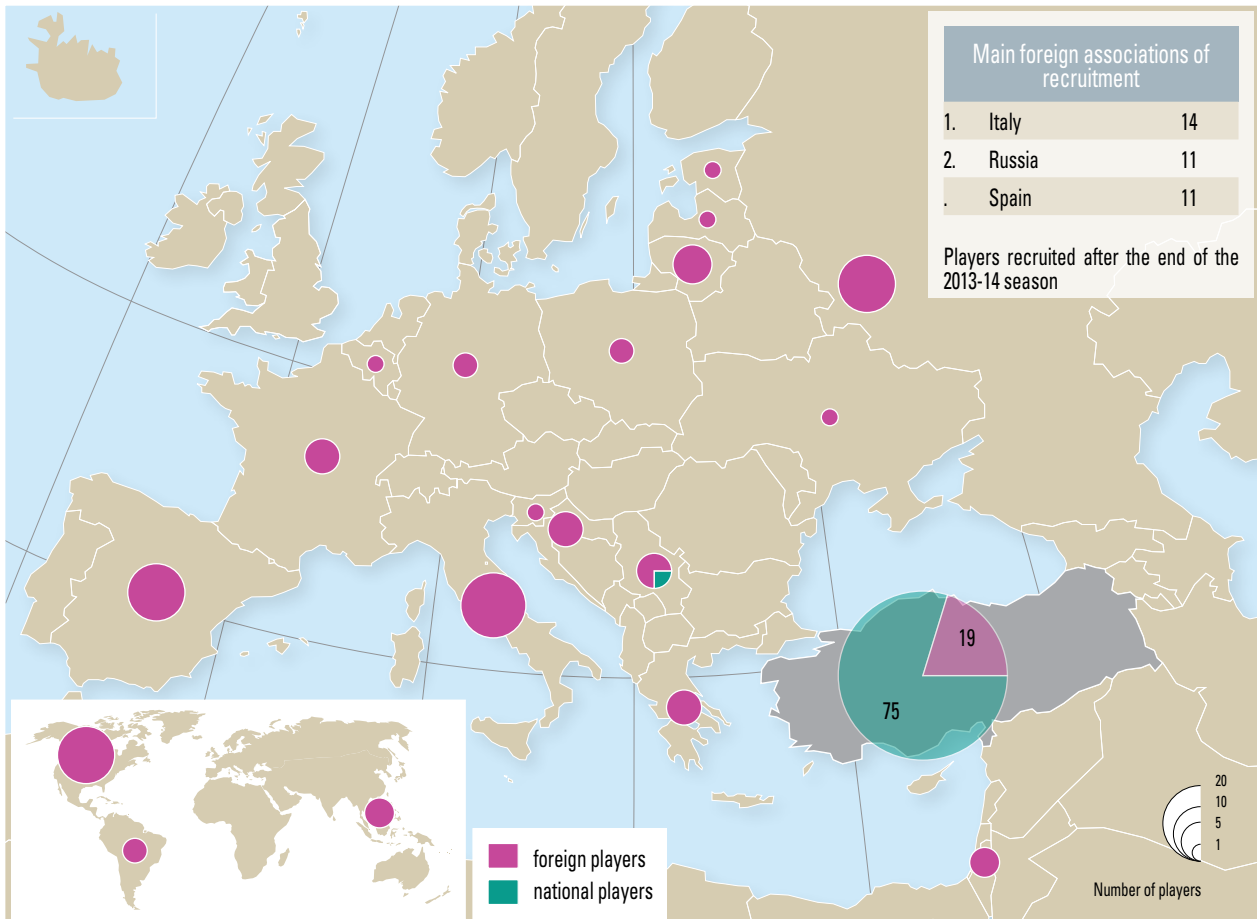 Main foreign associations of
recruitment
1. Italy 14
2. Russia 11
. Spain 11
Players recruited after the end of the
2013-14 season
19
75
20
10
5
1
Number of players
foreign players
national players